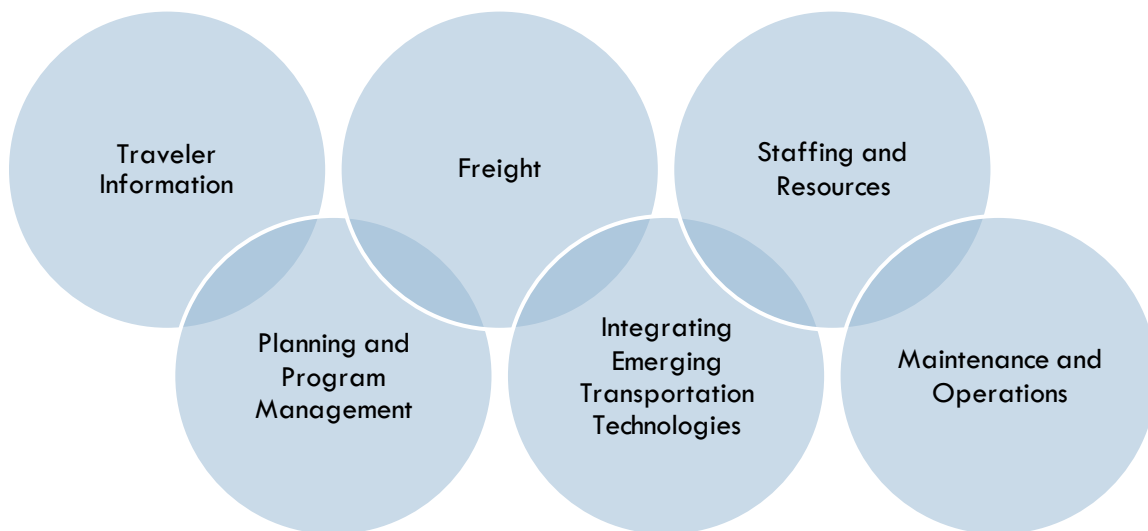 Traveler
Information
Freight
Staffing and
Resources
Planning and
Program
Management
Integrating
Emerging
Transportation
Technologies
Maintenance and
Operations